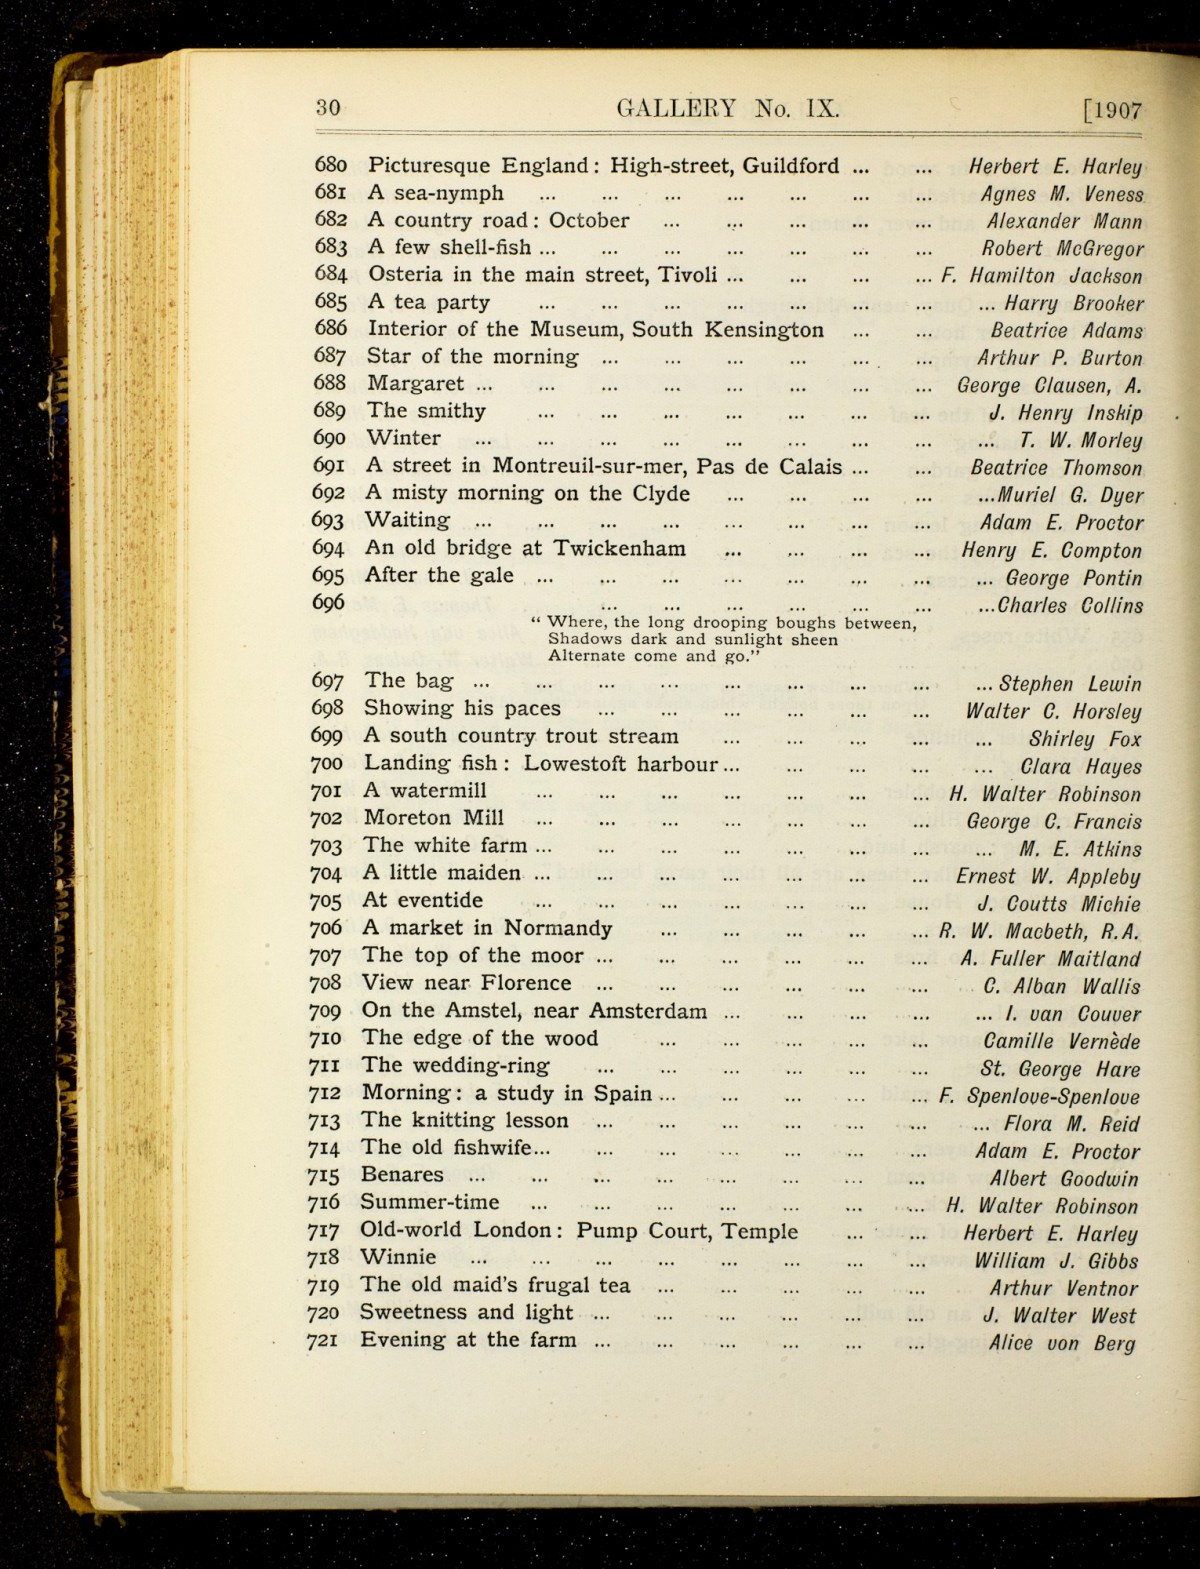 30 GALLERY No. IX. [1907
680 Picturesque England: High-street, Guildford ... ... Herbert E. Harley
681 A sea-nymph ... ... ... ... ... ... ... Agnes M. Veness
682 A country road: October ... ... ... ... ... Alexander Mann
683 A few shell-fish ... ... ... ... ... ... ... Robert McGregor
684 Osteria in the main street, Tivoli ... ... ... ... F. Hamilton Jackson
685 A tea party ... ... ... ... ... ... ... ... Harry Brooker
686 Interior of the Museum, South Kensington ... ... Beatrice Adams
687 Star of the morning ... ... ... ... ... ... Arthur P. Burton
688 Margaret ... ... ... ... ... ... ... ... George Clausen, A.
689 The smithy ... ... ... ... ... ... ... J. Henry Inskip
690 Winter ... ... ... ... ... ... ... ... ... T. W. Morley
691 A street in Montreuil-sur-mer, Pas de Calais ... ... Beatrice Thomson
692 A misty morning on the Clyde ... ... ... ... ... Muriel G. Dyer
693 Waiting ... ... ... ... ... ... ... ... Adam E. Proctor
694 An old bridge at Twickenham ... ... ... ... Henry E. Compton
695 After the gale ... ... ... ... ... ... ... ... George Pontin
696 ... ... ... ... ... ... ... Charles Collins
“ Where, the long drooping boughs between,
Shadows dark and sunlight sheen
Alternate come and go.”
697 The bag ... ... ... ... ... ... ... ... ... Stephen Lewin
698 Showing his paces ... ... ... ... ... ... Walter C. Horsley
699 A south country trout stream ... ... ... ... ... Shirley Fox
700 Landing fish: Lowestoft harbour ... ... ... ... ... Clara Hayes
701 A watermill ... ... ... ... ... ... ... H. Walter Robinson
702 Moreton Mill ... ... ... ... ... ... ... George C. Francis
703 The white farm ... ... ... ... ... ... ... ... M. E. Atkins
704 A little maiden ... ... ... ... ... ... ... Ernest W. Appleby
705 At eventide ... ... ... ... ... ... ... J. Coutts Michie
706 A market in Normandy ... ... ... ... ... R. W. Macbeth, R.A.
707 The top of the moor ... ... ... ... ... ... A. Fuller Maitland
708 View near Florence ... ... ... ... ... ... C. Alban Wallis
709 On the Amstel, near Amsterdam ... ... ... ... ... I. van Couver
710 The edge of the wood ... ... ... ... ... Camille Vernède
711 The wedding-ring ... ... ... ... ... ... St. George Hare
712 Morning: a study in Spain ... ... ... ... ... F. Spenlove-Spenlove
713 The knitting lesson ... ... ... ... ... ... ... Flora M. Reid
714 The old fishwife... ... ... ... ... ... ... Adam E. Proctor
715 Benares ... ... ... ... ... ... ... ... Albert Goodwin
716 Summer-time ... ... ... ... ... ... ... H. Walter Robinson
717 Old-world London: Pump Court, Temple ... ... Herbert E. Harley
718 Winnie ... ... ... ... ... ... ... ... William J. Gibbs
719 The old maid's frugal tea ... ... ... ... ... Arthur Ventnor
720 Sweetness and light ... ... ... ... ... ... J. Walter West
721 Evening at the farm ... ... ... ... ... ... Alice von Berg